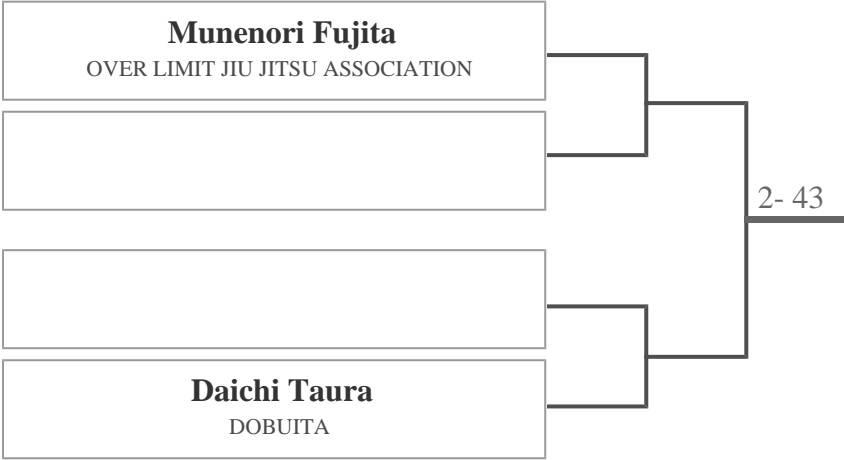 Munenori Fujita
OVER LIMIT JIU JITSU ASSOCIATION
2- 43
Daichi Taura
DOBUITA